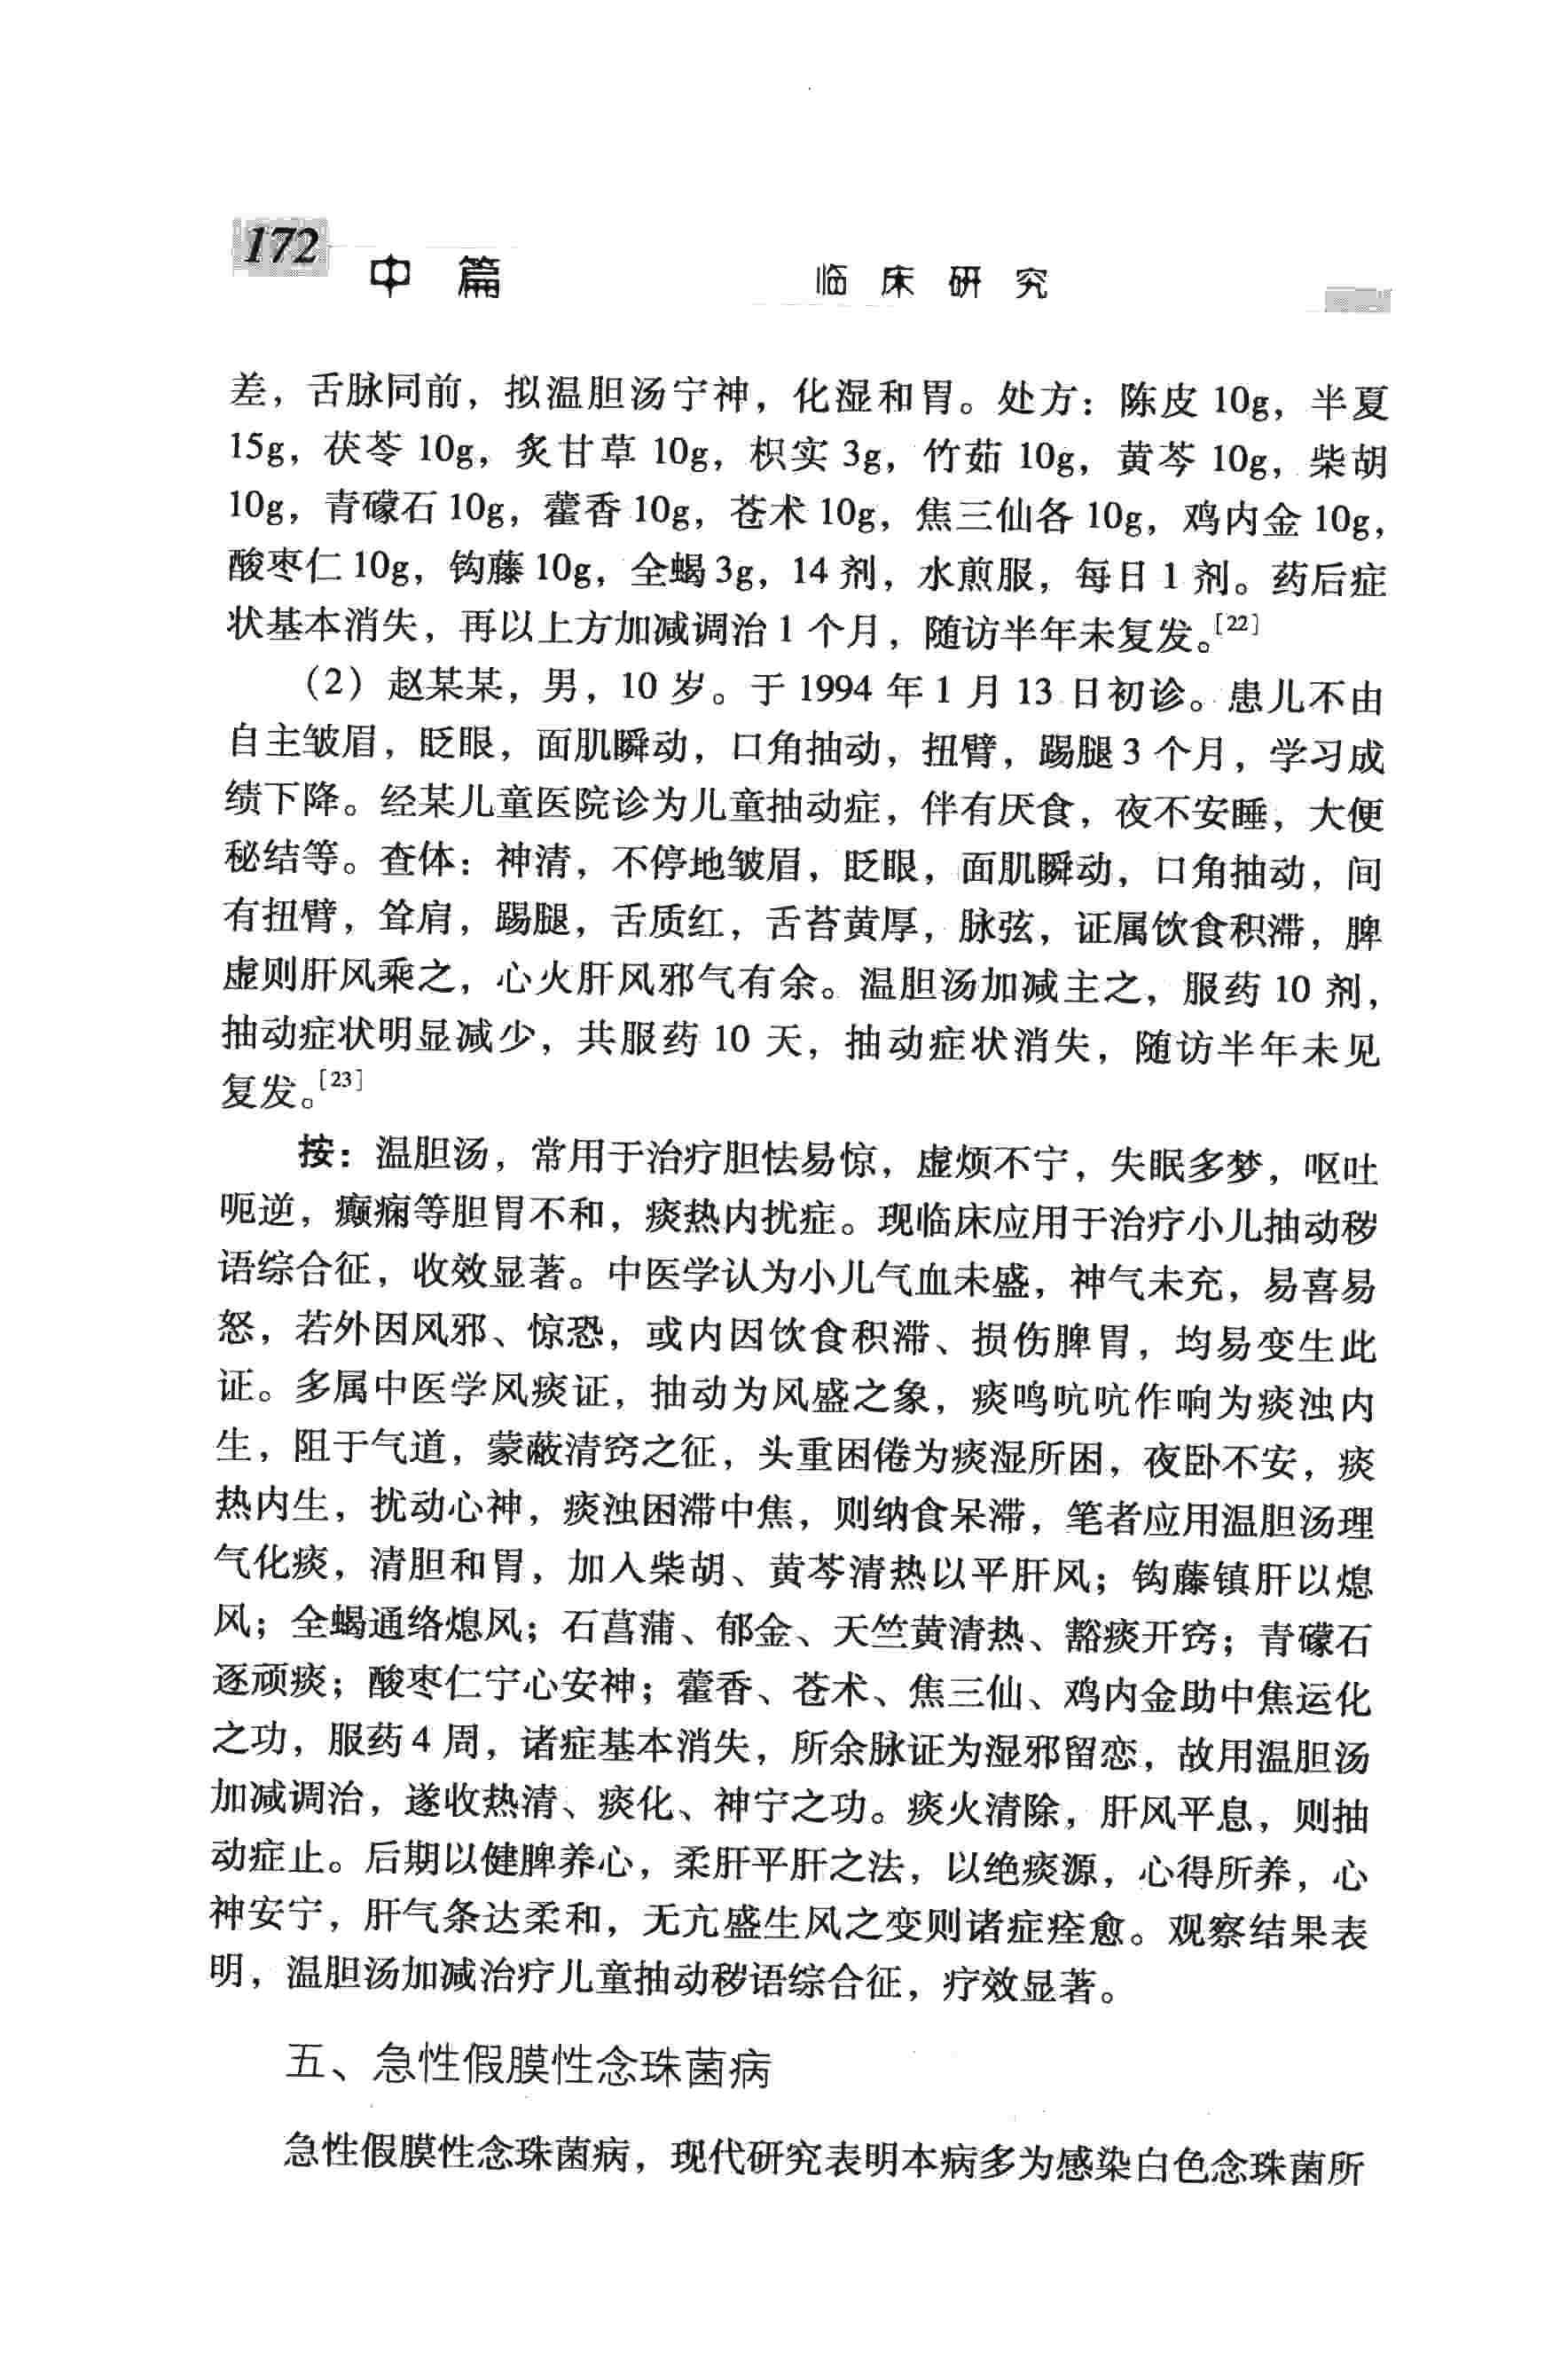 172
中 篇 临 床 研 究
差，舌脉同前，拟温胆汤宁神，化湿和胃。处方：陈皮 10g，半夏
15g，茯苓 10g，炙甘草 10g，枳实 3g，竹茹 10g，黄芩 10g，柴胡
10g，青礞石 10g，藿香 10g，苍术 10g，焦三仙各 10g，鸡内金 10g，
酸枣仁 10g，钩藤 10g，全蝎 3g，14 剂，水煎服，每日 1 剂。药后症
状基本消失，再以上方加减调治 1 个月，随访半年未复发。[22]
（2）赵某某，男，10 岁。于 1994 年 1 月 13 日初诊。患儿不由
自主皱眉，眨眼，面肌瞬动，口角抽动，扭臂，踢腿 3 个月，学习成
绩下降。经某儿童医院诊为儿童抽动症，伴有厌食，夜不安睡，大便
秘结等。查体：神清，不停地皱眉，眨眼，面肌瞬动，口角抽动，间
有扭臂，耸肩，踢腿，舌质红，舌苔黄厚，脉弦，证属饮食积滞，脾
虚则肝风乘之，心火肝风邪气有余。温胆汤加减主之，服药 10 剂，
抽动症状明显减少，共服药 10 天，抽动症状消失，随访半年未见
复发。[23]
按：温胆汤，常用于治疗胆怯易惊，虚烦不宁，失眠多梦，呕吐
呃逆，癫痫等胆胃不和，痰热内扰症。现临床应用于治疗小儿抽动秽
语综合征，收效显著。中医学认为小儿气血未盛，神气未充，易喜易
怒，若外因风邪、惊恐，或内因饮食积滞、损伤脾胃，均易变生此
证。多属中医学风痰证，抽动为风盛之象，痰鸣吭吭作响为痰浊内
生，阻于气道，蒙蔽清窍之征，头重困倦为痰湿所困，夜卧不安，痰
热内生，扰动心神，痰浊困滞中焦，则纳食呆滞，笔者应用温胆汤理
气化痰，清胆和胃，加入柴胡、黄芩清热以平肝风；钩藤镇肝以熄
风；全蝎通络熄风；石菖蒲、郁金、天竺黄清热、豁痰开窍；青礞石
逐顽痰；酸枣仁宁心安神；藿香、苍术、焦三仙、鸡内金助中焦运化
之功，服药 4 周，诸症基本消失，所余脉证为湿邪留恋，故用温胆汤
加减调治，遂收热清、痰化、神宁之功。痰火清除，肝风平息，则抽
动症止。后期以健脾养心，柔肝平肝之法，以绝痰源，心得所养，心
神安宁，肝气条达柔和，无亢盛生风之变则诸症痊愈。观察结果表
明，温胆汤加减治疗儿童抽动秽语综合征，疗效显著。
五、急性假膜性念珠菌病
急性假膜性念珠菌病，现代研究表明本病多为感染白色念珠菌所